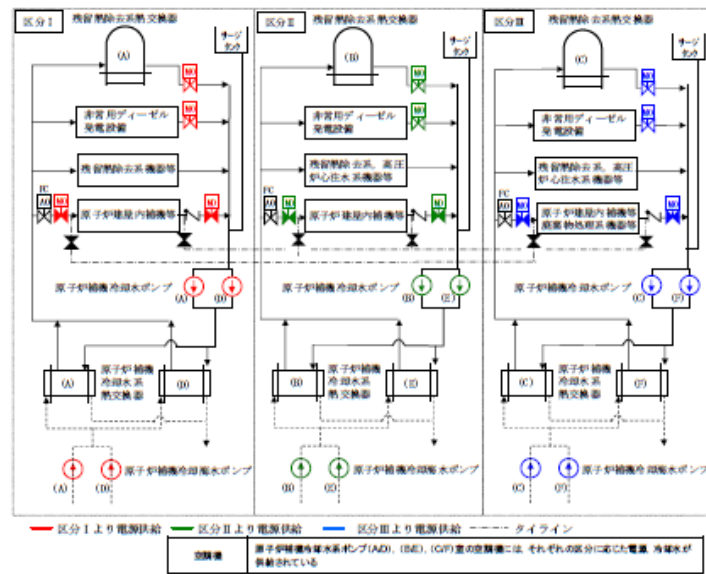 区分Ⅰ
残留熱除去系熱交換器
サージ
タンク
(A)
MO
非常用ディーゼル
発電設備
MO
残留熱除去系機器等
FC
AO
MO
原子炉建屋内補機等
MO
原子炉補機冷却水ポンプ
(A)
(D)
(A)
原子炉補機
冷却水系
熱交換器
(D)
原子炉補機冷却海水ポンプ
(A)
(D)
区分Ⅱ
残留熱除去系熱交換器
サージ
タンク
(B)
MO
非常用ディーゼル
発電設備
MO
残留熱除去系、高圧
炉心注水系機器等
FC
AO
MO
原子炉建屋内補機等
MO
原子炉補機冷却水ポンプ
(B)
(E)
(B)
原子炉補機
冷却水系
熱交換器
(E)
原子炉補機冷却海水ポンプ
(B)
(E)
区分Ⅲ
残留熱除去系熱交換器
サージ
タンク
(C)
MO
非常用ディーゼル
発電設備
MO
残留熱除去系、高圧
炉心注水系機器等
FC
AO
MO
原子炉建屋内補機等
廃棄物処理系機器等
MO
原子炉補機冷却水ポンプ
(C)
(F)
(C)
原子炉補機
冷却水系
熱交換器
(F)
原子炉補機冷却海水ポンプ
(C)
(F)
区分Ⅰより電源供給
区分Ⅱより電源供給
区分Ⅲより電源供給
タイライン
空調機
原子炉補機冷却水系ポンプ(A/D)、(B/E)、(C/F)室の空調機には、それぞれの区分に応じた電源、冷却水が
供給されている